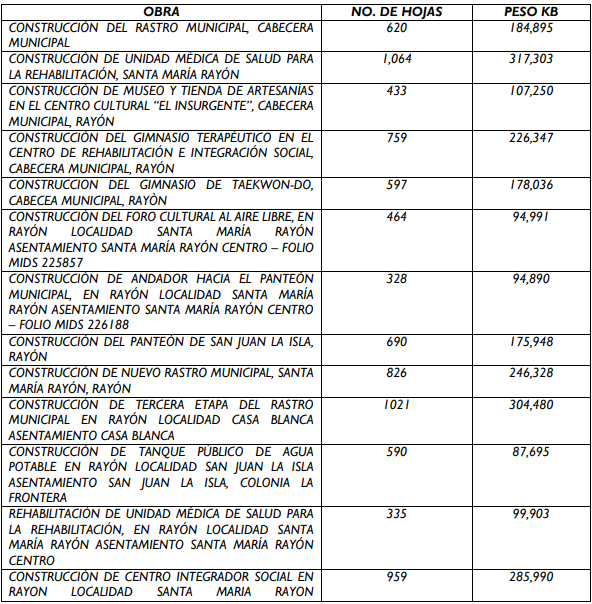 OBRA NO. DE HOJAS PESO KB
CONSTRUCCIÓN DEL RASTRO MUNICIPAL, CABECERA 620 184,895
MUNICIPAL
CONSTRUCCIÓN DE UNIDAD MÉDICA DE SALUD PARA 1,064 317,303
LA REHABILITACIÓN, SANTA MARÍA RAYÓN
CONSTRUCCIÓN DE MUSEO Y TIENDA DE ARTESANÍAS 433 107,250
EN EL CENTRO CULTURAL “EL INSURGENTE”, CABECERA
MUNICIPAL, RAYÓN
CONSTRUCCIÓN DEL GIMNASIO TERAPÉUTICO EN EL 759 226,347
CENTRO DE REHABILITACIÓN E INTEGRACIÓN SOCIAL,
CABECERA MUNICIPAL, RAYÓN
CONSTRUCCION DEL GIMNASIO DE TAEKWON-DO, 597 178,036
CABECEA MUNICIPAL, RAYÒN
CONSTRUCCIÓN DEL FORO CULTURAL AL AIRE LIBRE, EN 464 94,991
RAYÓN LOCALIDAD SANTA MARÍA RAYÓN
ASENTAMIENTO SANTA MARÍA RAYÓN CENTRO – FOLIO
MIDS 225857
CONSTRUCCIÓN DE ANDADOR HACIA EL PANTEÓN 328 94,890
MUNICIPAL, EN RAYÓN LOCALIDAD SANTA MARÍA
RAYÓN ASENTAMIENTO SANTA MARÍA RAYÓN CENTRO
– FOLIO MIDS 226188
CONSTRUCCIÓN DEL PANTEÓN DE SAN JUAN LA ISLA, 690 175,948
RAYÓN
CONSTRUCCIÓN DE NUEVO RASTRO MUNICIPAL, SANTA 826 246,328
MARÍA RAYÓN, RAYÓN
CONSTRUCCIÓN DE TERCERA ETAPA DEL RASTRO 1021 304,480
MUNICIPAL EN RAYÓN LOCALIDAD CASA BLANCA
ASENTAMIENTO CASA BLANCA
CONSTRUCCIÓN DE TANQUE PÚBLICO DE AGUA 590 87,695
POTABLE EN RAYÓN LOCALIDAD SAN JUAN LA ISLA
ASENTAMIENTO SAN JUAN LA ISLA, COLONIA LA
FRONTERA
REHABILITACIÓN DE UNIDAD MÉDICA DE SALUD PARA 335 99,903
LA REHABILITACIÓN, EN RAYÓN LOCALIDAD SANTA
MARÍA RAYÓN ASENTAMIENTO SANTA MARÍA RAYÓN
CENTRO
CONSTRUCCIÓN DE CENTRO INTEGRADOR SOCIAL EN 959 285,990
RAYON LOCALIDAD SANTA MARIA RAYON